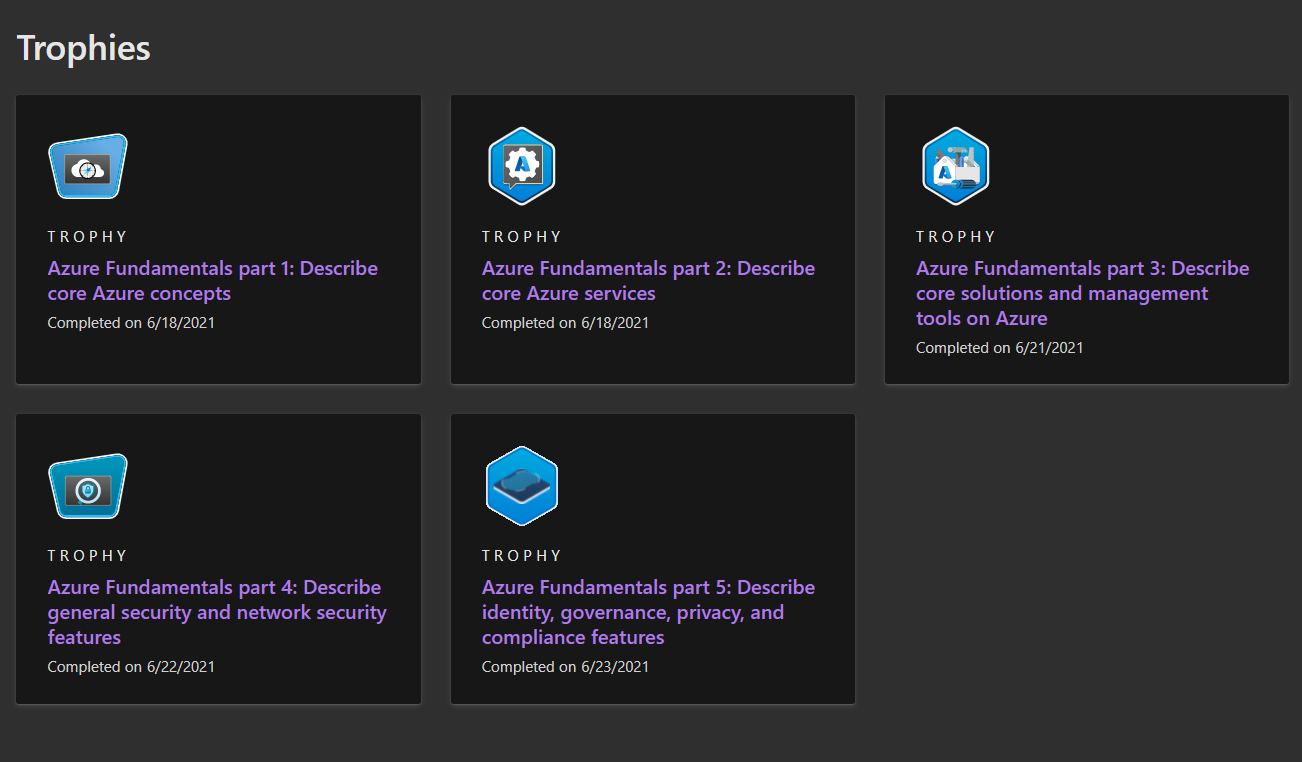 Trophies
TROPHY
Azure Fundamentals part 1: Describe
core Azure concepts
Completed on 6/18/2021
TROPHY
Azure Fundamentals part 2: Describe
core Azure services
Completed on 6/18/2021
TROPHY
Azure Fundamentals part 3: Describe
core solutions and management
tools on Azure
Completed on 6/21/2021
TROPHY
Azure Fundamentals part 4: Describe
general security and network security
features
Completed on 6/22/2021
TROPHY
Azure Fundamentals part 5: Describe
identity, governance, privacy, and
compliance features
Completed on 6/23/2021